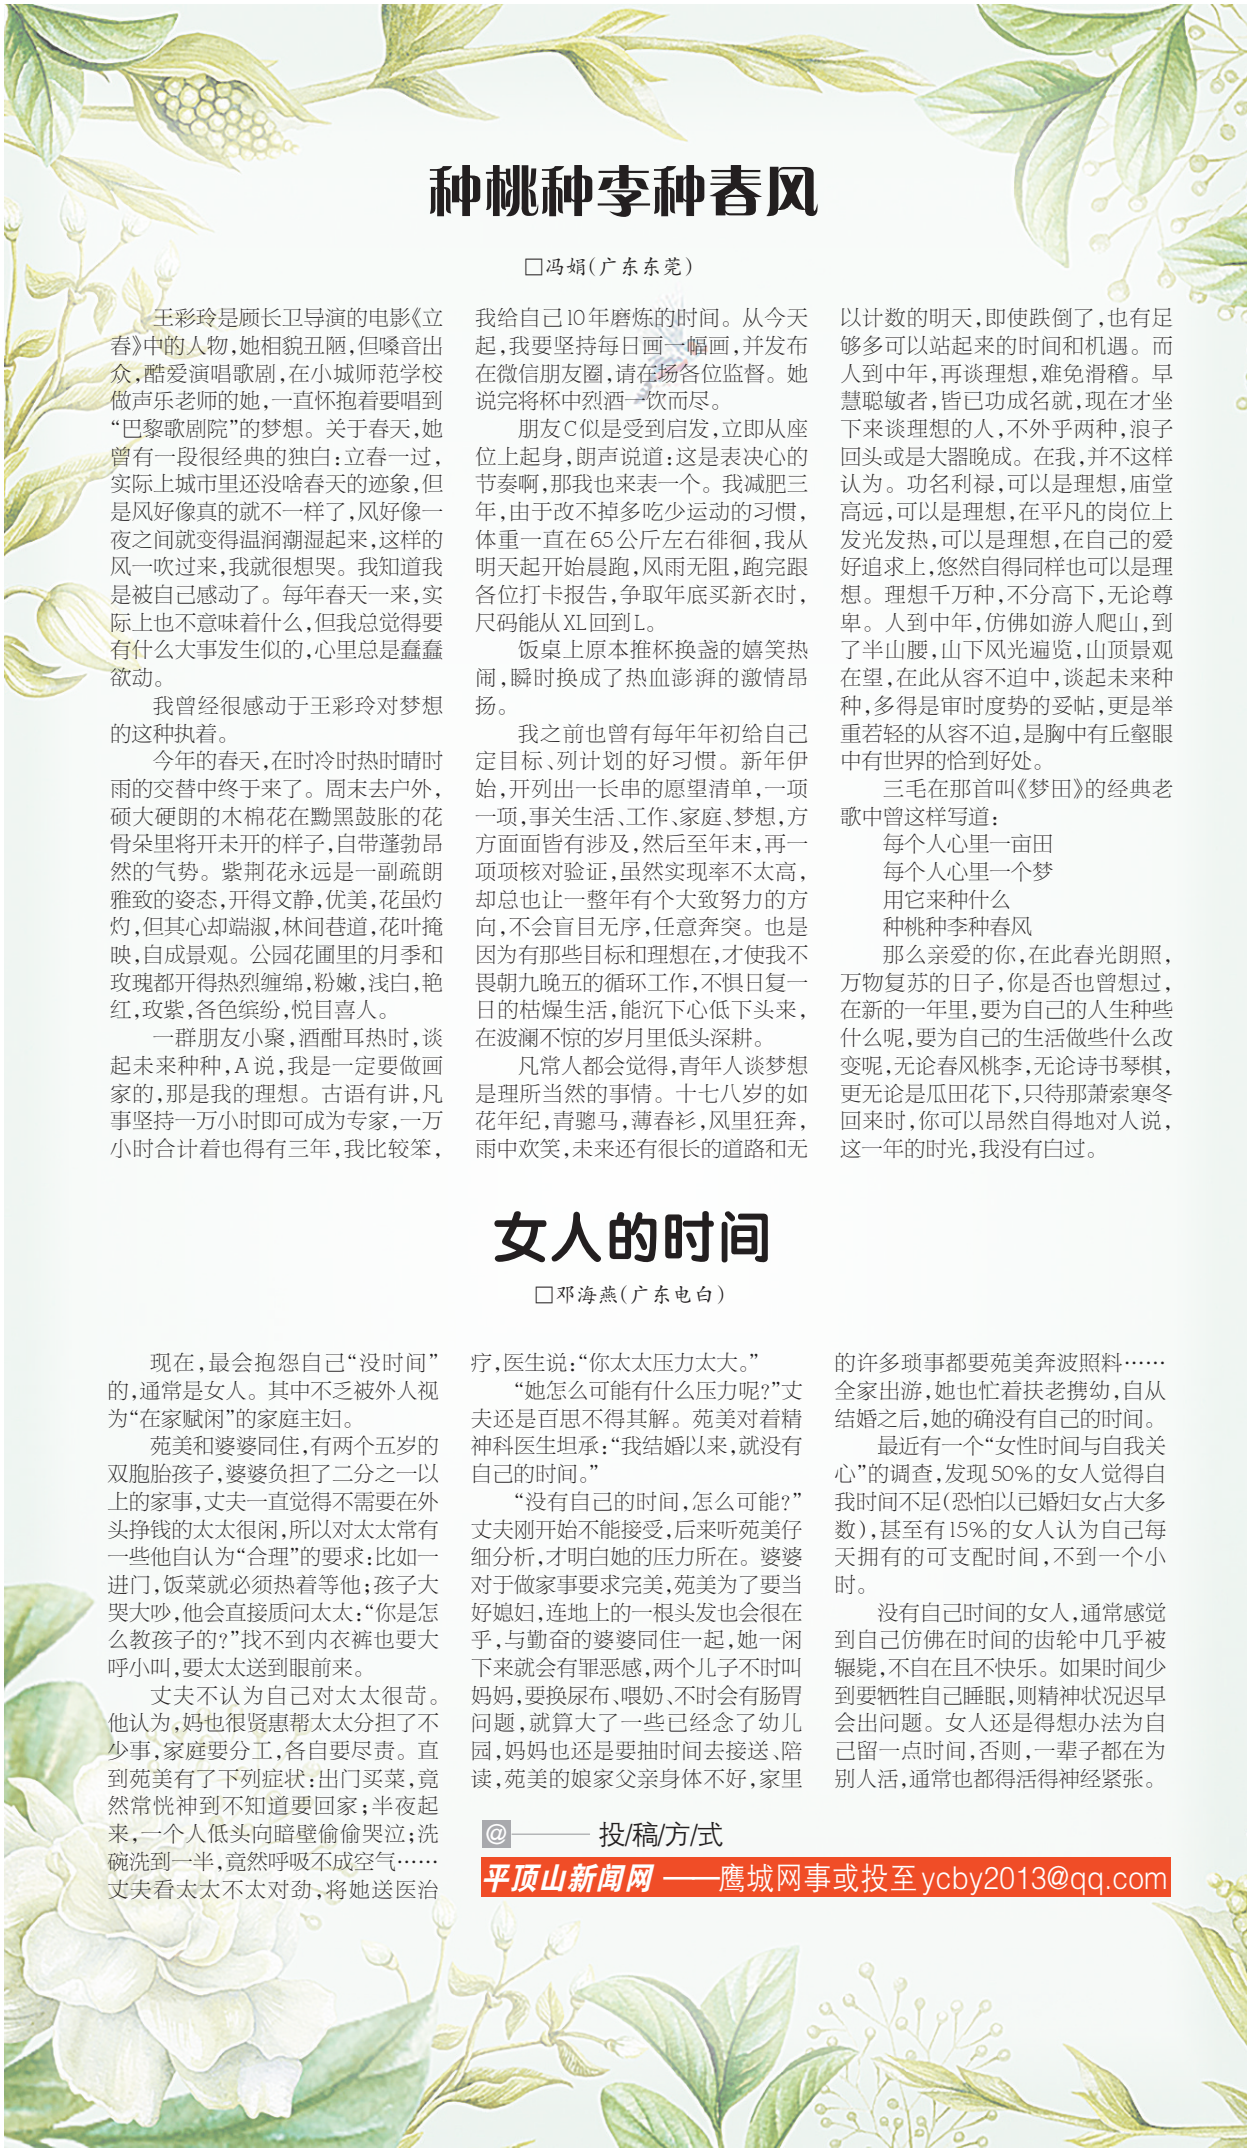 种桃种李种春风
□冯娟(广东东莞)
王彩玲是顾长卫导演的电影《立
春》中的人物,她相貌丑陋,但嗓音出
众,酷爱演唱歌剧,在小城师范学校
做声乐老师的她,一直怀抱着要唱到
“巴黎歌剧院”的梦想。关于春天,她
曾有一段很经典的独白:立春一过,
实际上城市里还没啥春天的迹象,但
是风好像真的就不一样了,风好像一
夜之间就变得温润潮湿起来,这样的
风一吹过来,我就很想哭。我知道我
是被自己感动了。每年春天一来,实
际上也不意味着什么,但我总觉得要
有什么大事发生似的,心里总是蠢蠢
欲动。
我曾经很感动于王彩玲对梦想
的这种执着。
今年的春天,在时冷时热时晴时
雨的交替中终于来了。周末去户外,
硕大硬朗的木棉花在黝黑鼓胀的花
骨朵里将开未开的样子,自带蓬勃昂
然的气势。紫荆花永远是一副疏朗
雅致的姿态,开得文静,优美,花虽灼
灼,但其心却端淑,林间巷道,花叶掩
映,自成景观。公园花圃里的月季和
玫瑰都开得热烈缠绵,粉嫩,浅白,艳
红,玫紫,各色缤纷,悦目喜人。
一群朋友小聚,酒酣耳热时,谈
起未来种种,A说,我是一定要做画
家的,那是我的理想。古语有讲,凡
事坚持一万小时即可成为专家,一万
小时合计着也得有三年,我比较笨,
我给自己10年磨炼的时间。从今天
起,我要坚持每日画一幅画,并发布
在微信朋友圈,请在场各位监督。她
说完将杯中烈酒一饮而尽。
朋友C似是受到启发,立即从座
位上起身,朗声说道:这是表决心的
节奏啊,那我也来表一个。我减肥三
年,由于改不掉多吃少运动的习惯,
体重一直在65公斤左右徘徊,我从
明天起开始晨跑,风雨无阻,跑完跟
各位打卡报告,争取年底买新衣时,
尺码能从XL回到L。
饭桌上原本推杯换盏的嬉笑热
闹,瞬时换成了热血澎湃的激情昂
扬。
我之前也曾有每年年初给自己
定目标、列计划的好习惯。新年伊
始,开列出一长串的愿望清单,一项
一项,事关生活、工作、家庭、梦想,方
方面面皆有涉及,然后至年末,再一
项项核对验证,虽然实现率不太高,
却总也让一整年有个大致努力的方
向,不会盲目无序,任意奔突。也是
因为有那些目标和理想在,才使我不
畏朝九晚五的循环工作,不惧日复一
日的枯燥生活,能沉下心低下头来,
在波澜不惊的岁月里低头深耕。
凡常人都会觉得,青年人谈梦想
是理所当然的事情。十七八岁的如
花年纪,青骢马,薄春衫,风里狂奔,
雨中欢笑,未来还有很长的道路和无
以计数的明天,即使跌倒了,也有足
够多可以站起来的时间和机遇。而
人到中年,再谈理想,难免滑稽。早
慧聪敏者,皆已功成名就,现在才坐
下来谈理想的人,不外乎两种,浪子
回头或是大器晚成。在我,并不这样
认为。功名利禄,可以是理想,庙堂
高远,可以是理想,在平凡的岗位上
发光发热,可以是理想,在自己的爱
好追求上,悠然自得同样也可以是理
想。理想千万种,不分高下,无论尊
卑。人到中年,仿佛如游人爬山,到
了半山腰,山下风光遍览,山顶景观
在望,在此从容不迫中,谈起未来种
种,多得是审时度势的妥帖,更是举
重若轻的从容不迫,是胸中有丘壑眼
中有世界的恰到好处。
三毛在那首叫《梦田》的经典老
歌中曾这样写道:
每个人心里一亩田
每个人心里一个梦
用它来种什么
种桃种李种春风
那么亲爱的你,在此春光朗照,
万物复苏的日子,你是否也曾想过,
在新的一年里,要为自己的人生种些
什么呢,要为自己的生活做些什么改
变呢,无论春风桃李,无论诗书琴棋,
更无论是瓜田花下,只待那萧索寒冬
回来时,你可以昂然自得地对人说,
这一年的时光,我没有白过。
女人的时间
□邓海燕(广东电白)
现在,最会抱怨自己“没时间”
的,通常是女人。其中不乏被外人视
为“在家赋闲”的家庭主妇。
苑美和婆婆同住,有两个五岁的
双胞胎孩子,婆婆负担了二分之一以
上的家事,丈夫一直觉得不需要在外
头挣钱的太太很闲,所以对太太常有
一些他自认为“合理”的要求:比如一
进门,饭菜就必须热着等他;孩子大
哭大吵,他会直接质问太太:“你是怎
么教孩子的?”找不到内衣裤也要大
呼小叫,要太太送到眼前来。
丈夫不认为自己对太太很苛。
他认为,妈也很贤惠帮太太分担了不
少事,家庭要分工,各自要尽责。直
到苑美有了下列症状:出门买菜,竟
然常恍神到不知道要回家;半夜起
来,一个人低头向暗壁偷偷哭泣;洗
碗洗到一半,竟然呼吸不成空气……
丈夫看太太不太对劲,将她送医治
疗,医生说:“你太太压力太大。”
“她怎么可能有什么压力呢?”丈
夫还是百思不得其解。苑美对着精
神科医生坦承:“我结婚以来,就没有
自己的时间。”
“没有自己的时间,怎么可能?”
丈夫刚开始不能接受,后来听苑美仔
细分析,才明白她的压力所在。婆婆
对于做家事要求完美,苑美为了要当
好媳妇,连地上的一根头发也会很在
乎,与勤奋的婆婆同住一起,她一闲
下来就会有罪恶感,两个儿子不时叫
妈妈,要换尿布、喂奶、不时会有肠胃
问题,就算大了一些已经念了幼儿
园,妈妈也还是要抽时间去接送、陪
读,苑美的娘家父亲身体不好,家里
的许多琐事都要苑美奔波照料……
全家出游,她也忙着扶老携幼,自从
结婚之后,她的确没有自己的时间。
最近有一个“女性时间与自我关
心”的调查,发现50%的女人觉得自
我时间不足(恐怕以已婚妇女占大多
数),甚至有15%的女人认为自己每
天拥有的可支配时间,不到一个小
时。
没有自己时间的女人,通常感觉
到自己仿佛在时间的齿轮中几乎被
辗毙,不自在且不快乐。如果时间少
到要牺牲自己睡眠,则精神状况迟早
会出问题。女人还是得想办法为自
己留一点时间,否则,一辈子都在为
别人活,通常也都得活得神经紧张。
@ 投/稿/方/式
平顶山新闻网 ——鹰城网事或投至ycby2013@qq.com